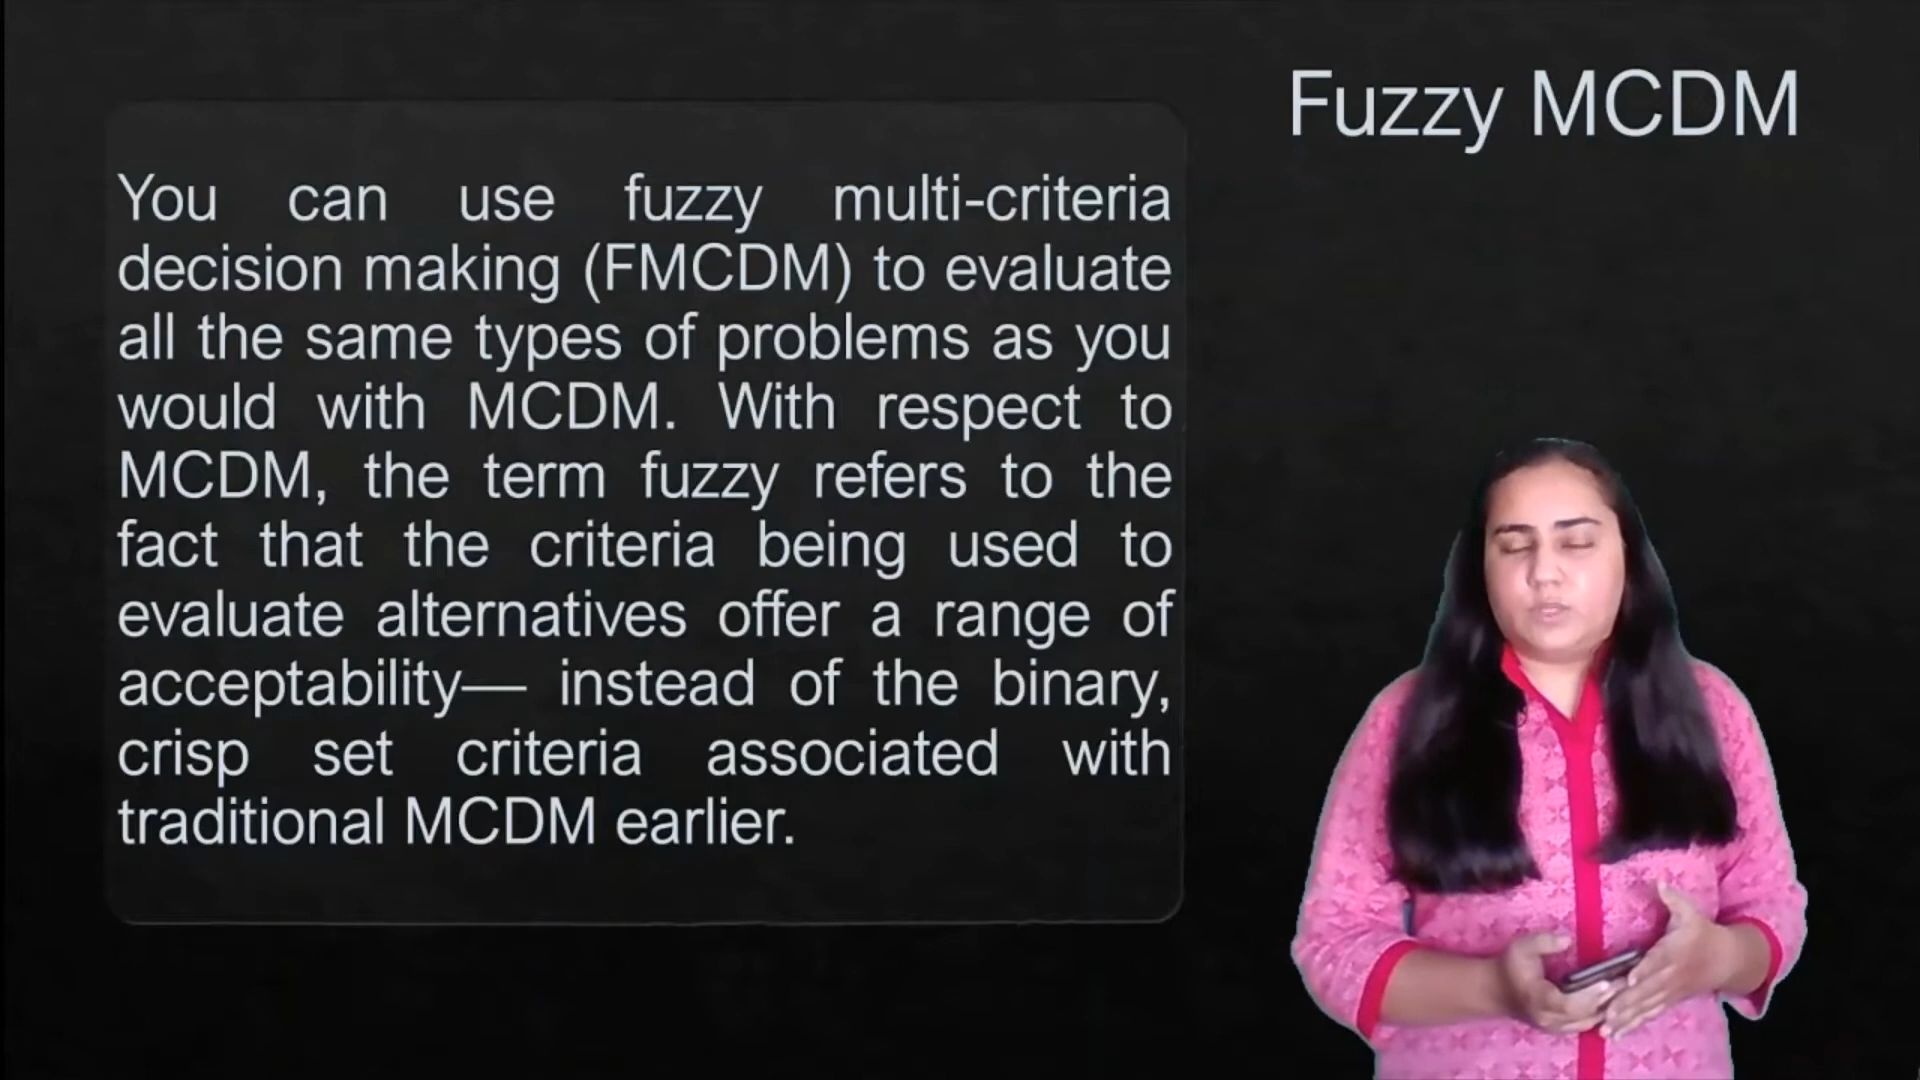 Fuzzy MCDM
You can use fuzzy multi-criteria
decision making (FMCDM) to evaluate
all the same types of problems as you
would with MCDM. With respect to
MCDM, the term fuzzy refers to the
fact that the criteria being used to
evaluate alternatives offer a range of
acceptability— instead of the binary,
crisp set criteria associated with
traditional MCDM earlier.